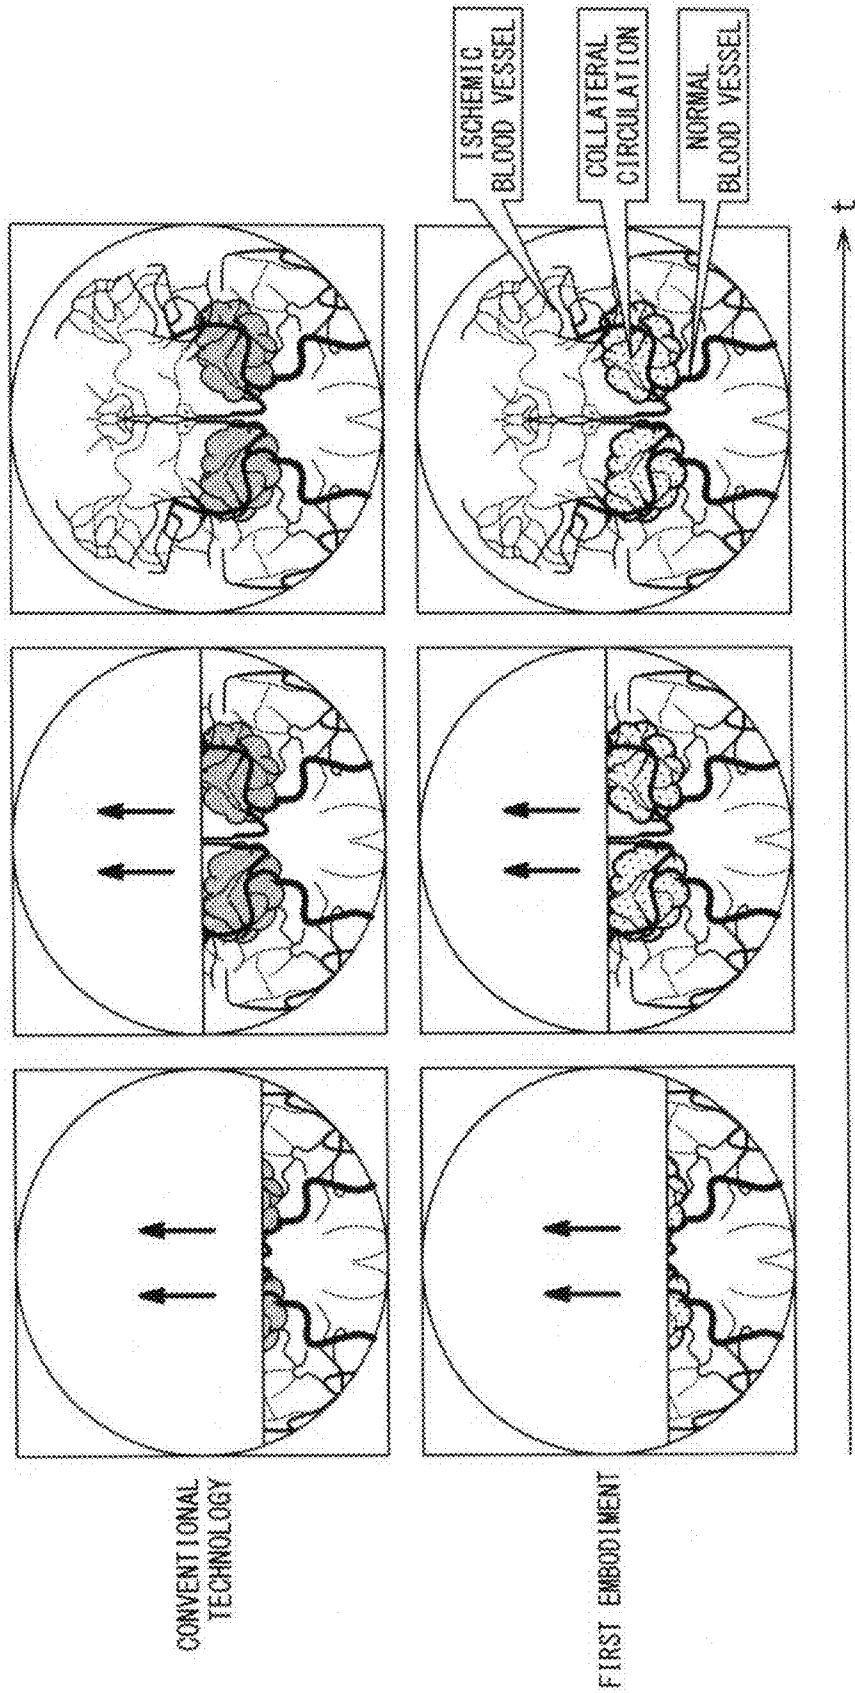 CONVENTIONAL
TECHNOLOGY
FIRST EMBODIMENT
ISCHEMIC
BLOOD VESSEL
COLLATERAL
CIRCULATION
NORMAL
BLOOD VESSEL
t